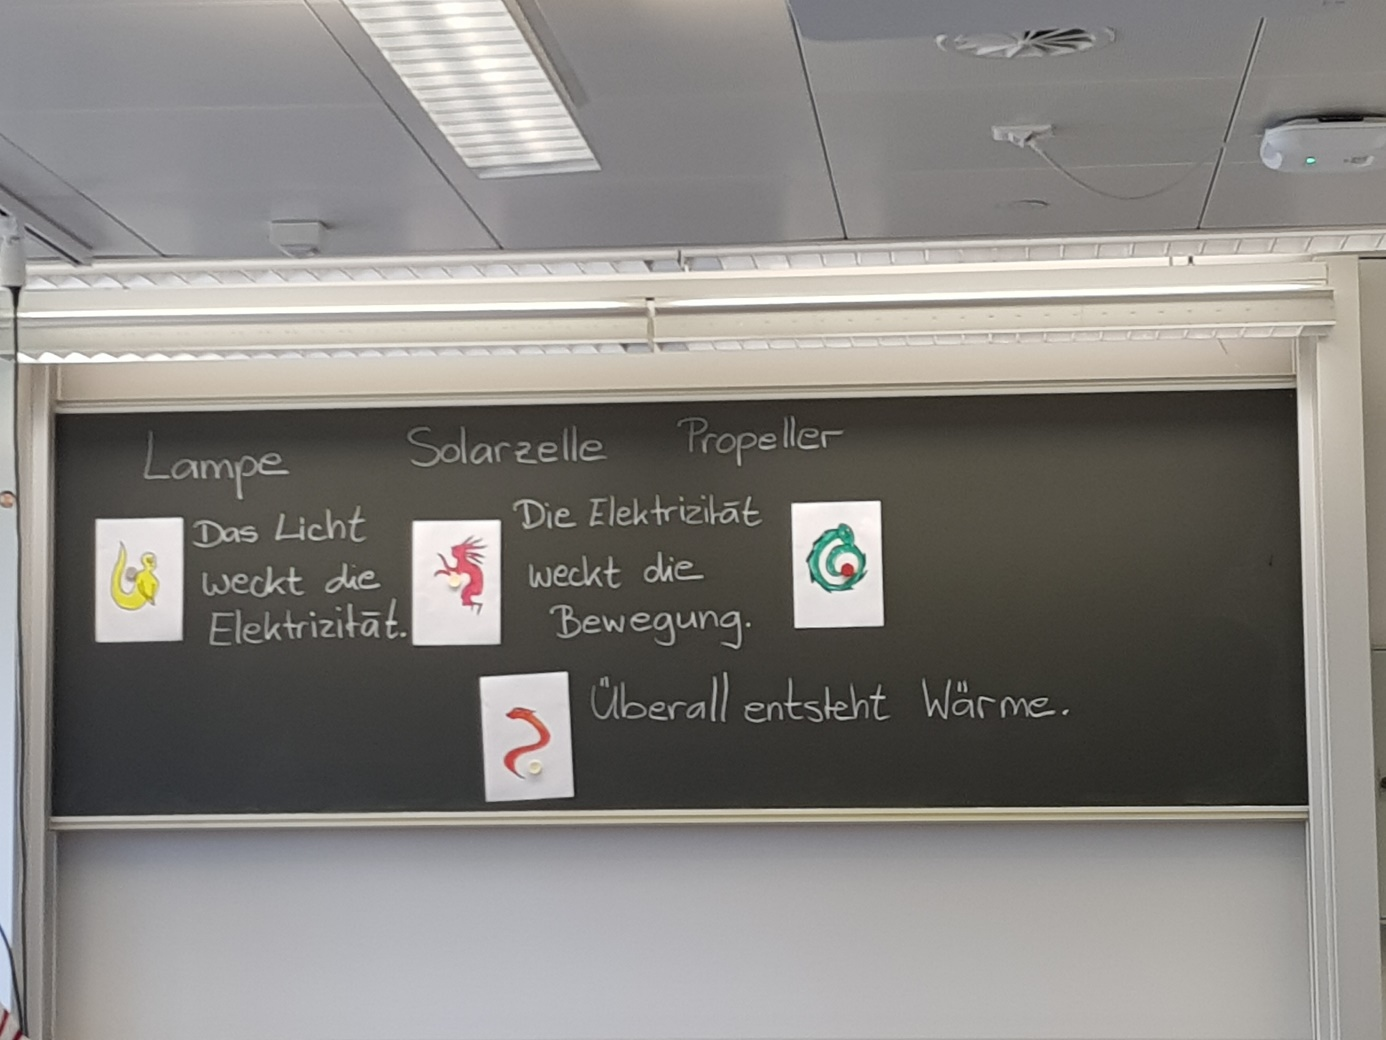 Lampe Solarzelle Propeller
Das Licht
weckt die
Elektrizität.
Die Elektrizität
weckt die
Bewegung.
Überall entsteht Wärme.